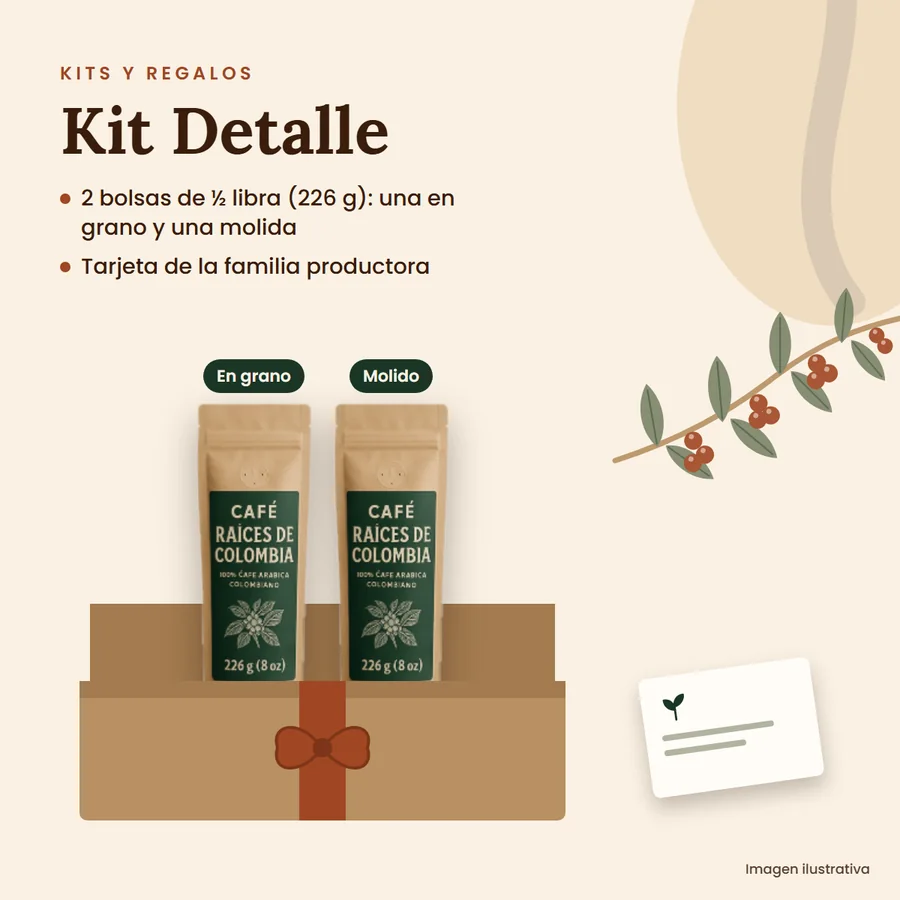 KITS Y REGALOS
Kit Detalle
2 bolsas de ½ libra (226 g): una en
grano y una molida
Tarjeta de la familia productora
En grano
Molido
CAFÉ
RAÍCES DE
COLOMBIA
100% CAFE ARABICA
COLOMBIANO
226 g (8 oz)
CAFÉ
RAÍCES DE
COLOMBIA
100% CAFE ARABICA
COLOMBIANO
226 g (8 oz)
Imagen ilustrativa